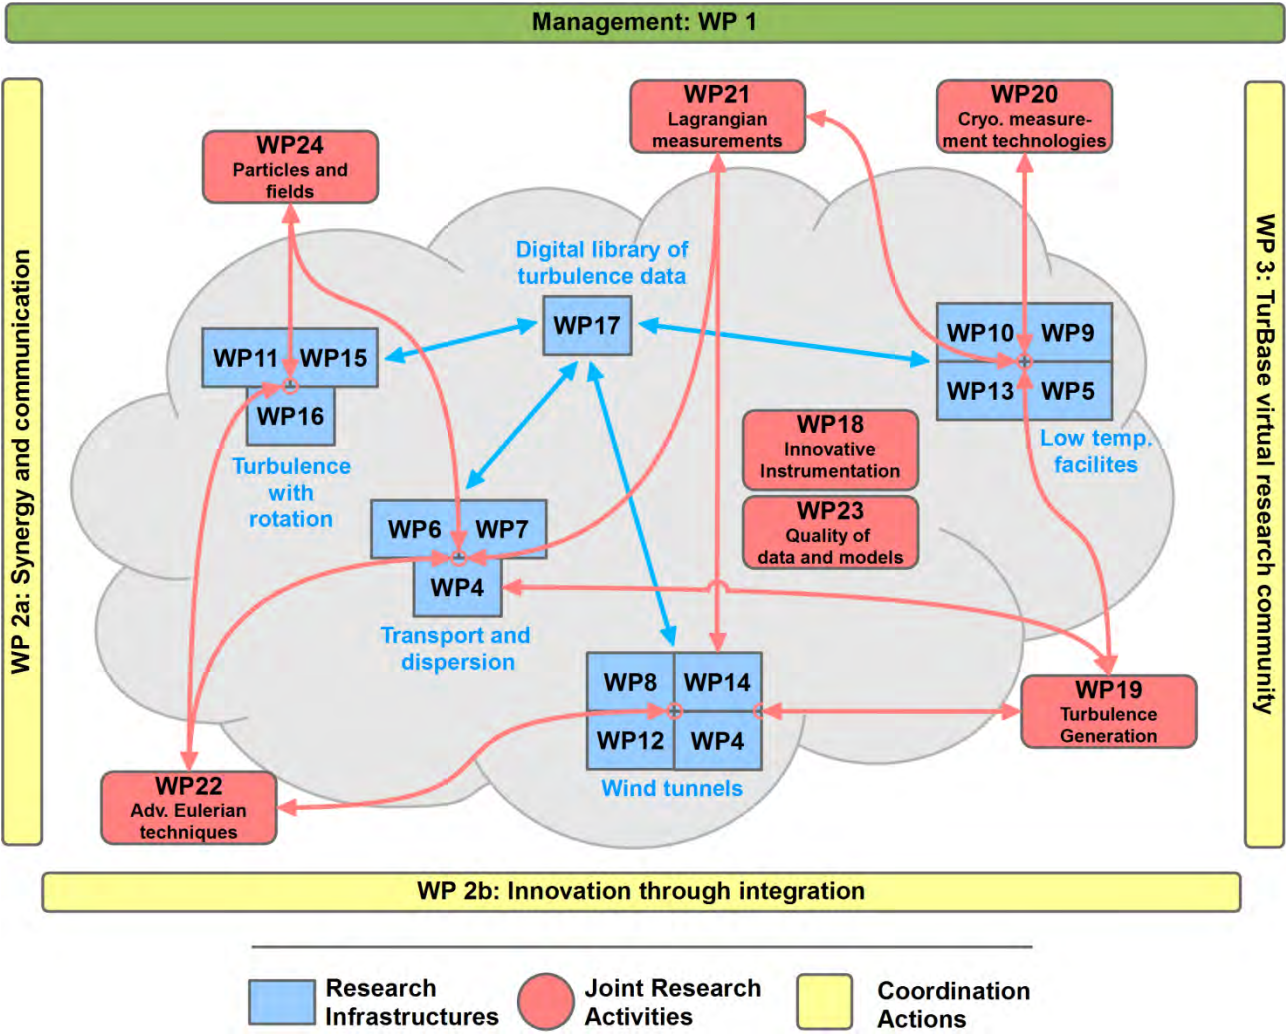 Management: WP 1
WP 2a: Synergy and communication
WP 3: TurBase virtual research community
WP24
Particles and
fields
WP21
Lagrangian
measurements
WP20
Cryo. measure-
ment technologies
Digital library of
turbulence data
WP17
WP11 WP15
WP16
Turbulence
with
rotation
WP10 WP9
WP13 WP5
Low temp.
facilites
WP18
Innovative
Instrumentation
WP23
Quality of
data and models
WP6 WP7
WP4
Transport and
dispersion
WP8 WP14
WP12 WP4
Wind tunnels
WP19
Turbulence
Generation
WP22
Adv. Eulerian
techniques
WP 2b: Innovation through integration
Research
Infrastructures
Joint Research
Activities
Coordination
Actions